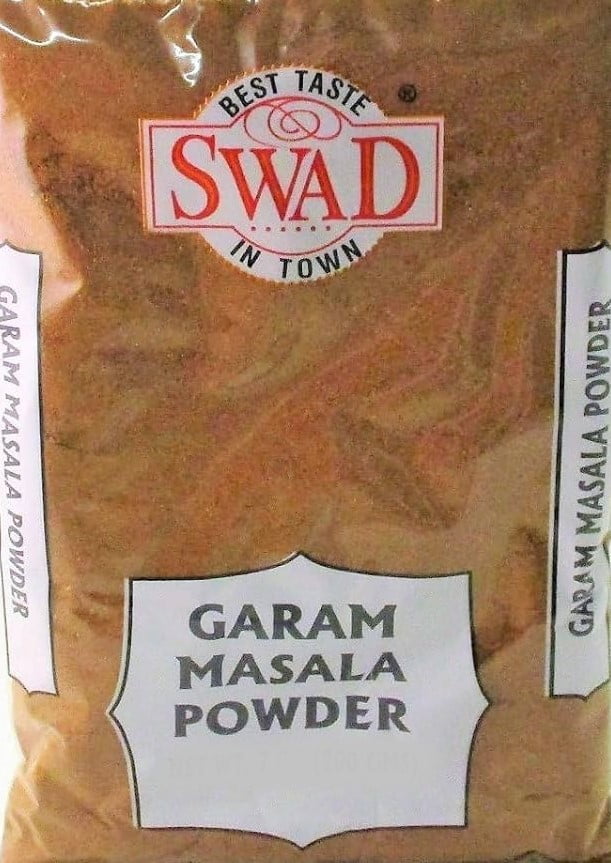 BEST TASTE
®
SWAD
IN TOWN
GARAM MASALA POWDER
GARAM MASALA POWDER
GARAM
MASALA
POWDER